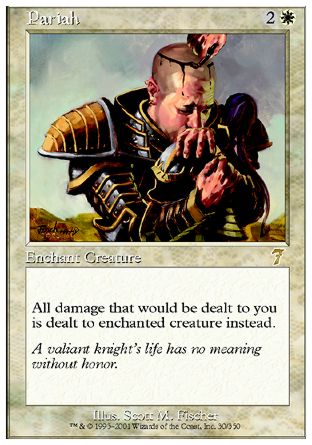 Pariah 2
Enchant Creature 7
All damage that would be dealt to you
is dealt to enchanted creature instead.
A valiant knight's life has no meaning
without honor.
Illus. Scott M. Fischer
™ & © 1993-2001 Wizards of the Coast, Inc. 30/350